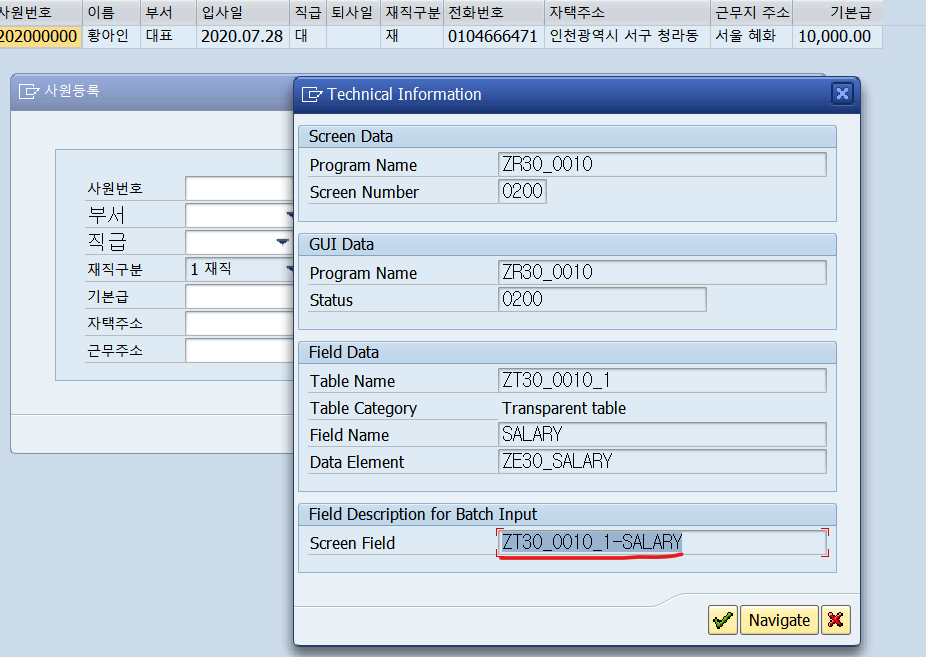 사원번호 이름 부서 입사일 직급 퇴사일 재직구분 전화번호 자택주소 근무지 주소 기본급
202000000 황아인 대표 2020.07.28 대 재 0104666471 인천광역시 서구 청라동 서울 혜화 10,000.00
사원등록
사원번호
부서
직급
재직구분 1 재직
기본급
자택주소
근무주소
Technical Information
Screen Data
Program Name ZR30_0010
Screen Number 0200
GUI Data
Program Name ZR30_0010
Status 0200
Field Data
Table Name ZT30_0010_1
Table Category Transparent table
Field Name SALARY
Data Element ZE30_SALARY
Field Description for Batch Input
Screen Field ZT30_0010_1-SALARY
Navigate